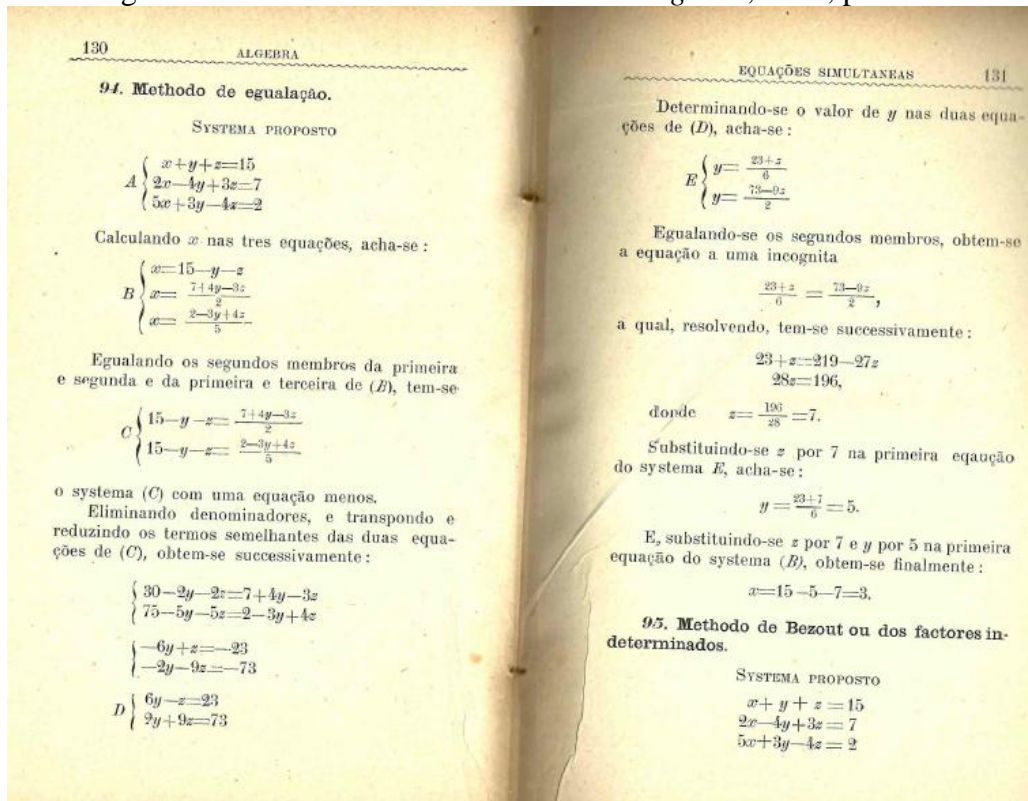 130
ALGEBRA
94. Methodo de egualação.
SYSTEMA PROPOSTO
A { x+y+z=15
2x—4y+3z=7
5x+3y—4z=2
Calculando x nas tres equações, acha-se :
B { x=15—y—z
x= 7+4y—3z / 2
x= 2—3y+4z / 5
Egualando os segundos membros da primeira
e segunda e da primeira e terceira de (B), tem-se
C { 15—y—z= 7+4y—3z / 2
15—y—z= 2—3y+4z / 5
o systema (C) com uma equação menos.
Eliminando denominadores, e transpondo e
reduzindo os termos semelhantes das duas equa-
ções de (C), obtem-se successivamente :
{ 30—2y—2z=7+4y—3z
75—5y—5z=2—3y+4z
{ —6y+z=—23
—2y—9z=—73
D { 6y—z=23
2y+9z=73
EQUAÇÕES SIMULTANEAS
131
Determinando-se o valor de y nas duas equa-
ções de (D), acha-se :
E { y= 23+z / 6
y= 73—9z / 2
Egualando-se os segundos membros, obtem-se
a equação a uma incognita
23+z / 6 = 73—9z / 2 ,
a qual, resolvendo, tem-se successivamente :
23+z=219—27z
28z=196,
donde z= 196 / 28 =7.
Substituindo-se z por 7 na primeira eqaução
do systema E, acha-se :
y= 23+7 / 6 =5.
E, substituindo-se z por 7 e y por 5 na primeira
equação do systema (B), obtem-se finalmente :
x=15—5—7=3.
95. Methodo de Bezout ou dos factores in-
determinados.
SYSTEMA PROPOSTO
x+ y + z = 15
2x—4y+3z = 7
5x+3y—4z = 2